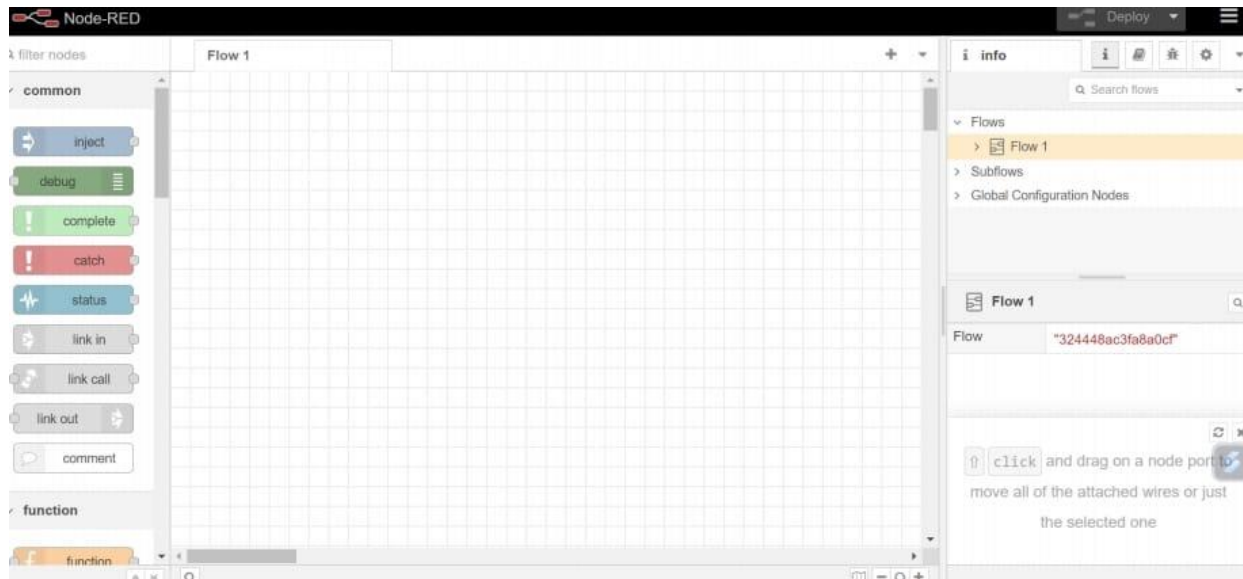 Node-RED
Deploy
filter nodes
Flow 1
i info
i
common
Search flows
inject
Flows
Flow 1
debug
Subflows
complete
Global Configuration Nodes
catch
status
Flow 1
link in
Flow "324448ac3fa8a0cf"
link call
link out
comment
click and drag on a node port to
move all of the attached wires or just
the selected one
function
function